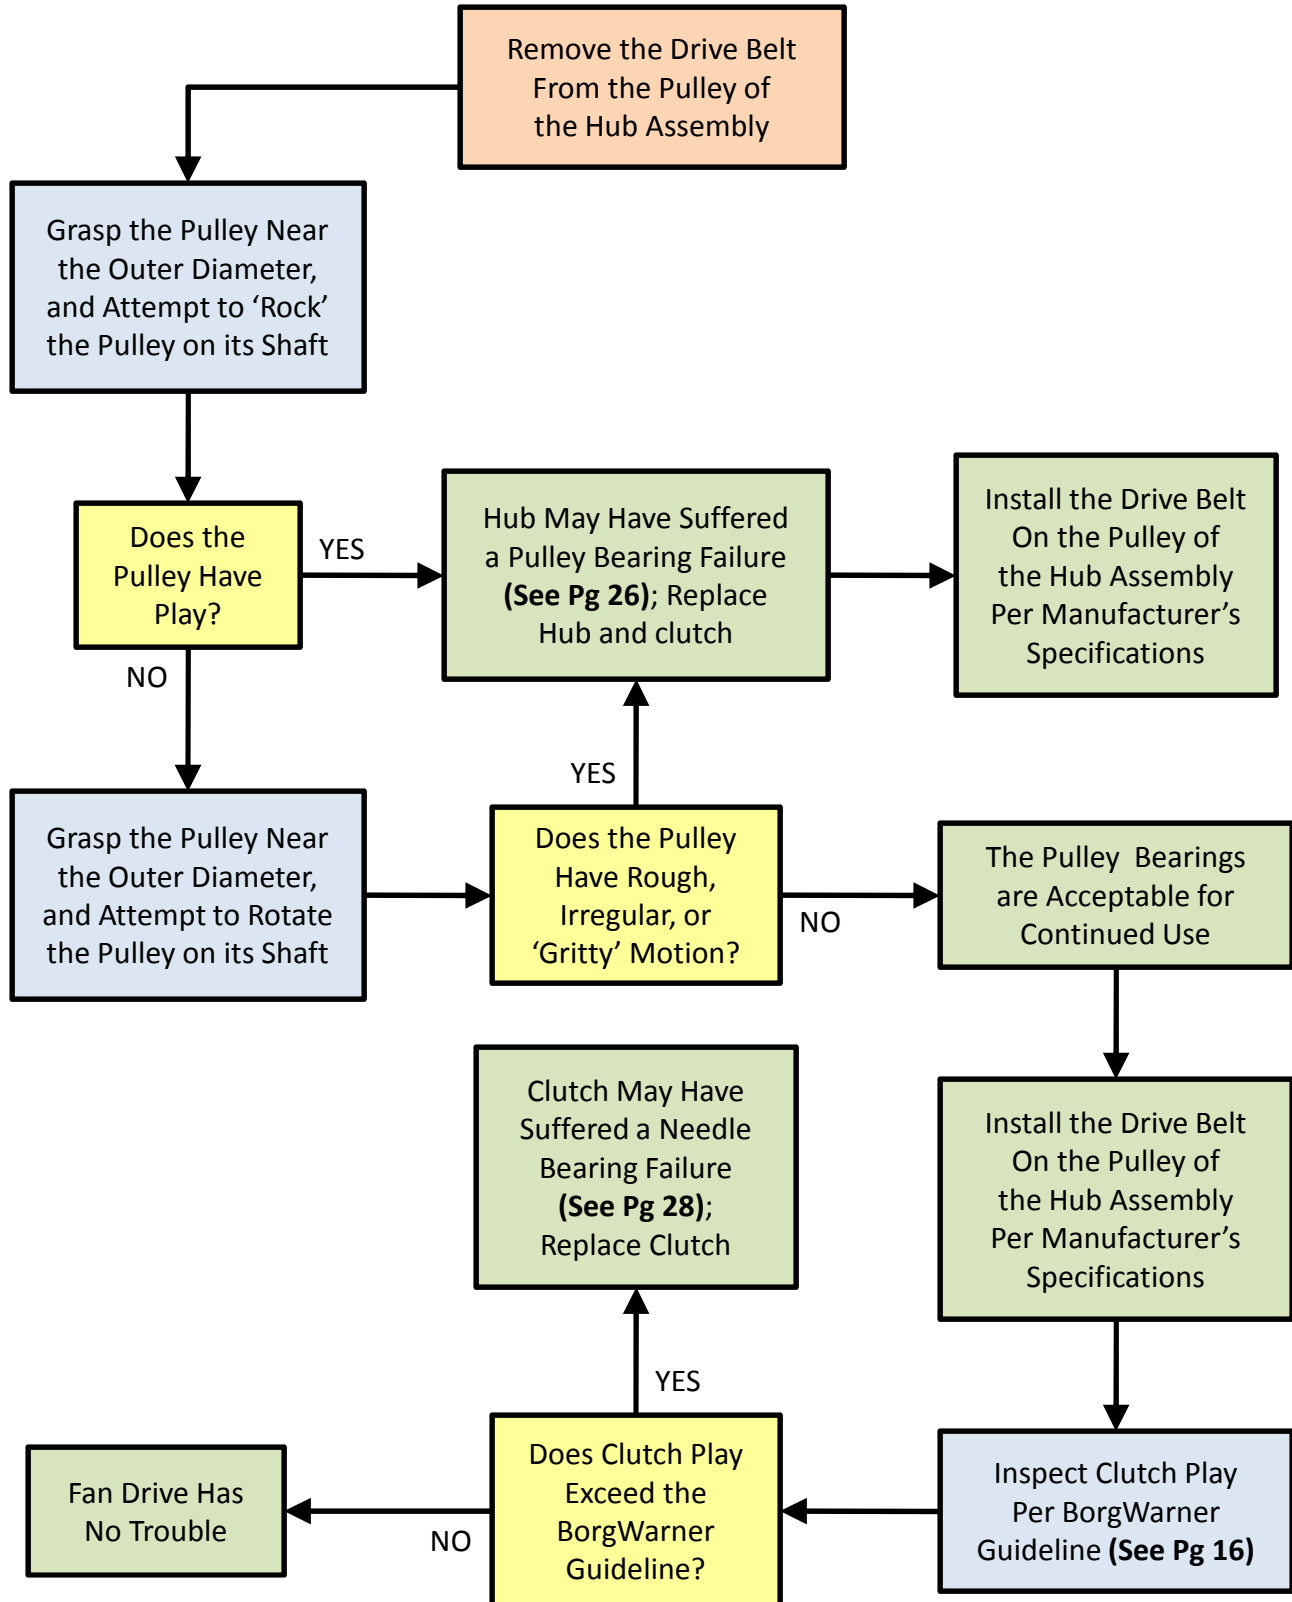 Remove the Drive Belt
From the Pulley of
the Hub Assembly
Grasp the Pulley Near
the Outer Diameter,
and Attempt to ‘Rock’
the Pulley on its Shaft
Does the
Pulley Have
Play?
YES
NO
Hub May Have Suffered
a Pulley Bearing Failure
(See Pg 26); Replace
Hub and clutch
Install the Drive Belt
On the Pulley of
the Hub Assembly
Per Manufacturer’s
Specifications
Grasp the Pulley Near
the Outer Diameter,
and Attempt to Rotate
the Pulley on its Shaft
YES
Does the Pulley
Have Rough,
Irregular, or
‘Gritty’ Motion?
NO
The Pulley  Bearings
are Acceptable for
Continued Use
Clutch May Have
Suffered a Needle
Bearing Failure
(See Pg 28);
Replace Clutch
Install the Drive Belt
On the Pulley of
the Hub Assembly
Per Manufacturer’s
Specifications
YES
Fan Drive Has
No Trouble
NO
Does Clutch Play
Exceed the
BorgWarner
Guideline?
Inspect Clutch Play
Per BorgWarner
Guideline (See Pg 16)